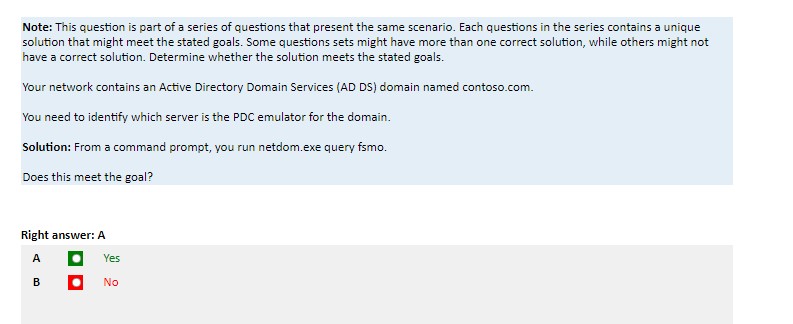 Note: This question is part of a series of questions that present the same scenario. Each questions in the series contains a unique
solution that might meet the stated goals. Some questions sets might have more than one correct solution, while others might not
have a correct solution. Determine whether the solution meets the stated goals.
Your network contains an Active Directory Domain Services (AD DS) domain named contoso.com.
You need to identify which server is the PDC emulator for the domain.
Solution: From a command prompt, you run netdom.exe query fsmo.
Does this meet the goal?
Right answer: A
A Yes
B No